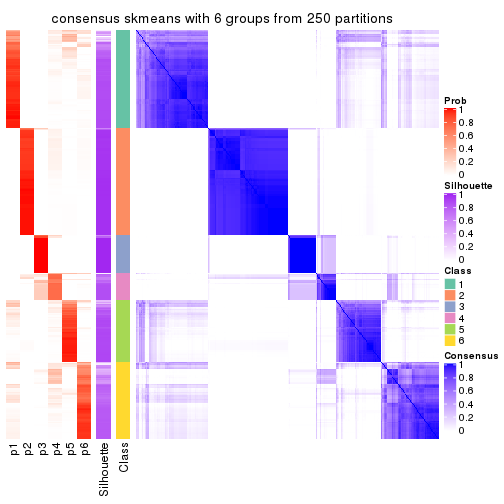 consensus skmeans with 6 groups from 250 partitions
Prob
1
0.8
0.6
0.4
0.2
0
Silhouette
1
0.8
0.6
0.4
0.2
0
Class
1
2
3
4
5
6
Consensus
1
0.8
0.6
0.4
0.2
0
p1
p2
p3
p4
p5
p6
Silhouette
Class